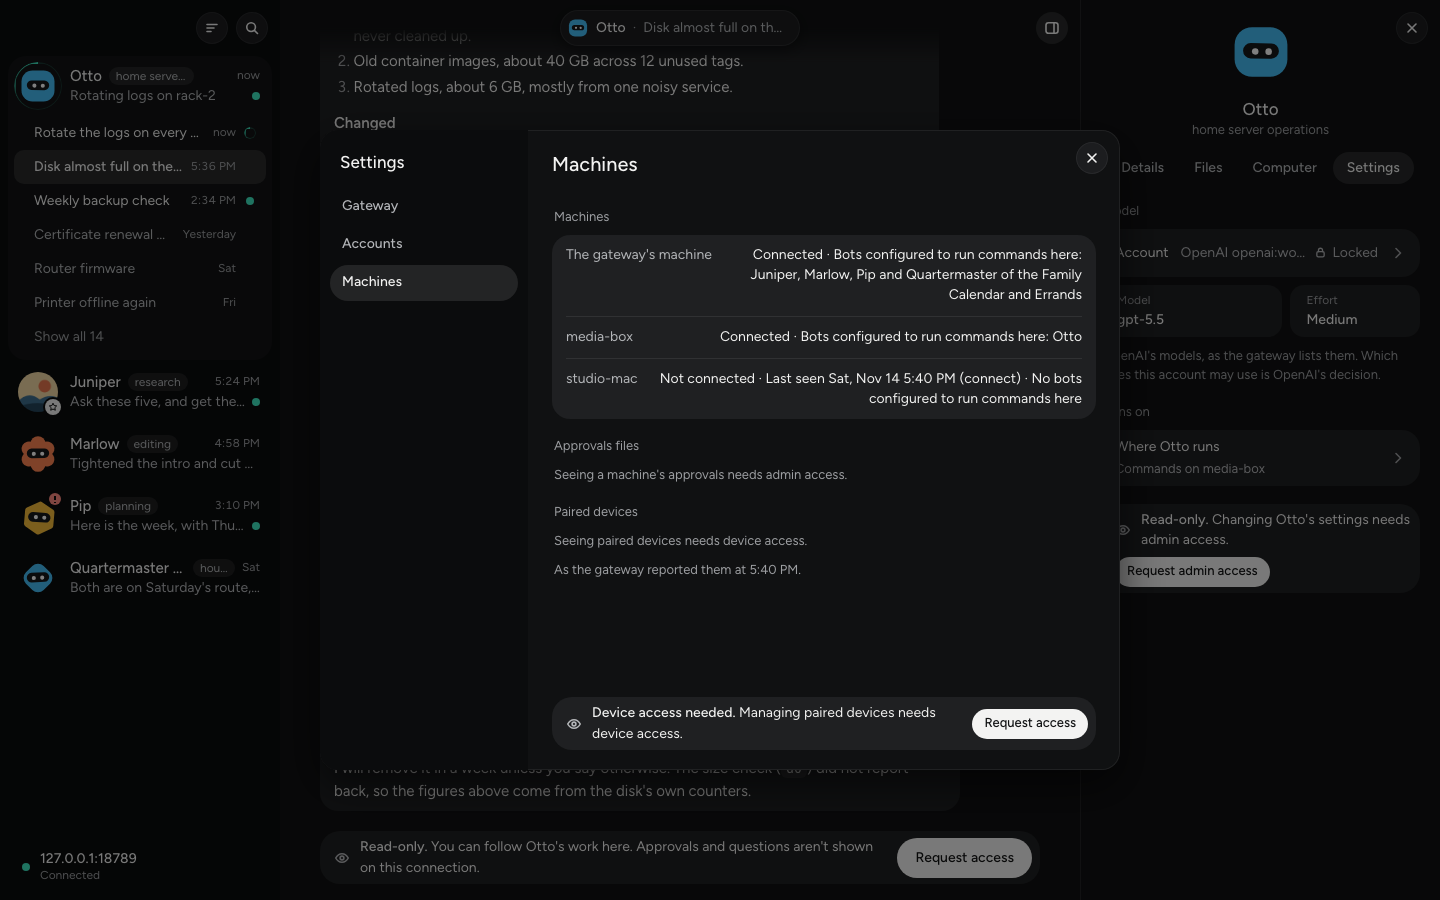 Otto · Disk almost full on th...
Otto home serve... now
Rotating logs on rack-2
Rotate the logs on every ... now
Disk almost full on the... 5:36 PM
Weekly backup check 2:34 PM
Certificate renewal ... Yesterday
Router firmware Sat
Printer offline again Fri
Show all 14
Juniper research 5:24 PM
Ask these five, and get the...
Marlow editing 4:58 PM
Tightened the intro and cut ...
Pip planning 3:10 PM
Here is the week, with Thu...
Quartermaster ... hou... Sat
Both are on Saturday's route,...
127.0.0.1:18789
Connected
never cleaned up.
2. Old container images, about 40 GB across 12 unused tags.
3. Rotated logs, about 6 GB, mostly from one noisy service.
Changed
Settings
Gateway
Accounts
Machines
Machines
Machines
The gateway's machine Connected · Bots configured to run commands here:
Juniper, Marlow, Pip and Quartermaster of the Family
Calendar and Errands
media-box Connected · Bots configured to run commands here: Otto
studio-mac Not connected · Last seen Sat, Nov 14 5:40 PM (connect) · No bots
configured to run commands here
Approvals files
Seeing a machine's approvals needs admin access.
Paired devices
Seeing paired devices needs device access.
As the gateway reported them at 5:40 PM.
Device access needed. Managing paired devices needs
device access.
Request access
back, so the figures above come from the disk's own counters.
Read-only. You can follow Otto's work here. Approvals and questions aren't shown
on this connection.
Request access
Otto
home server operations
Details Files Computer Settings
Account OpenAI openai:wo... Locked
Model
gpt-5.5
Effort
Medium
OpenAI's models, as the gateway lists them. Which
this account may use is OpenAI's decision.
on
Where Otto runs
Commands on media-box
Read-only. Changing Otto's settings needs
admin access.
Request admin access